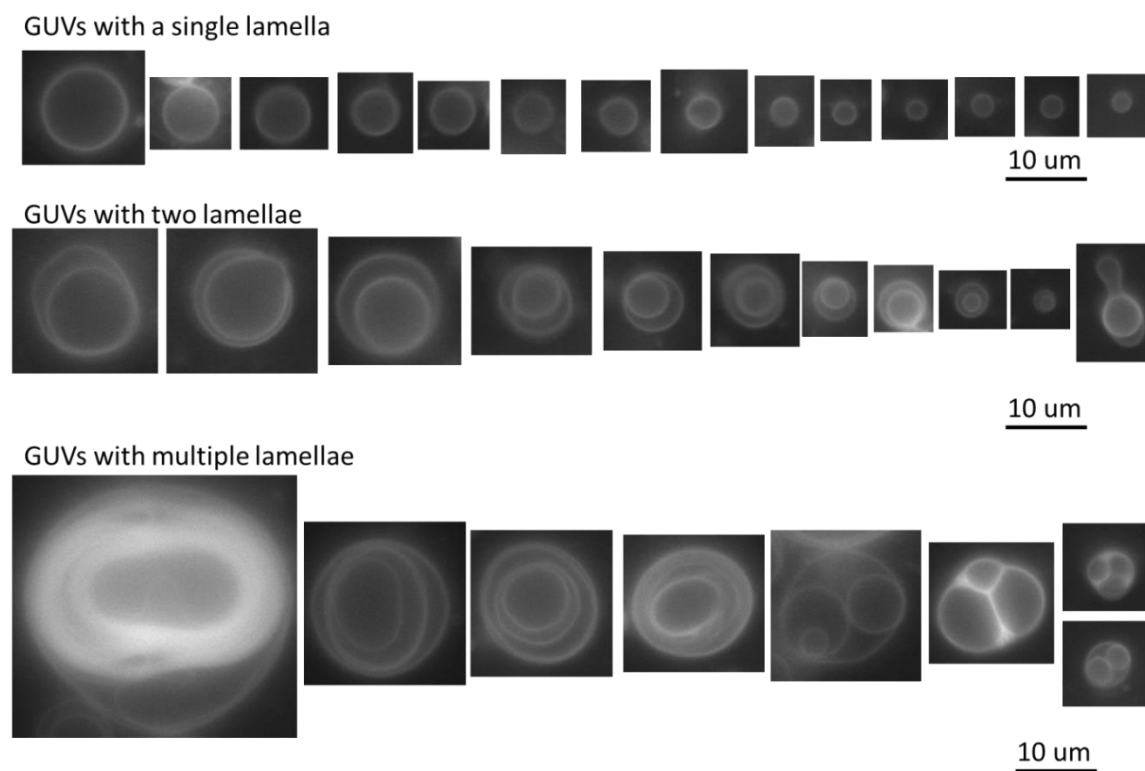 GUVs with a single lamella
10 um
GUVs with two lamellae
10 um
GUVs with multiple lamellae
10 um